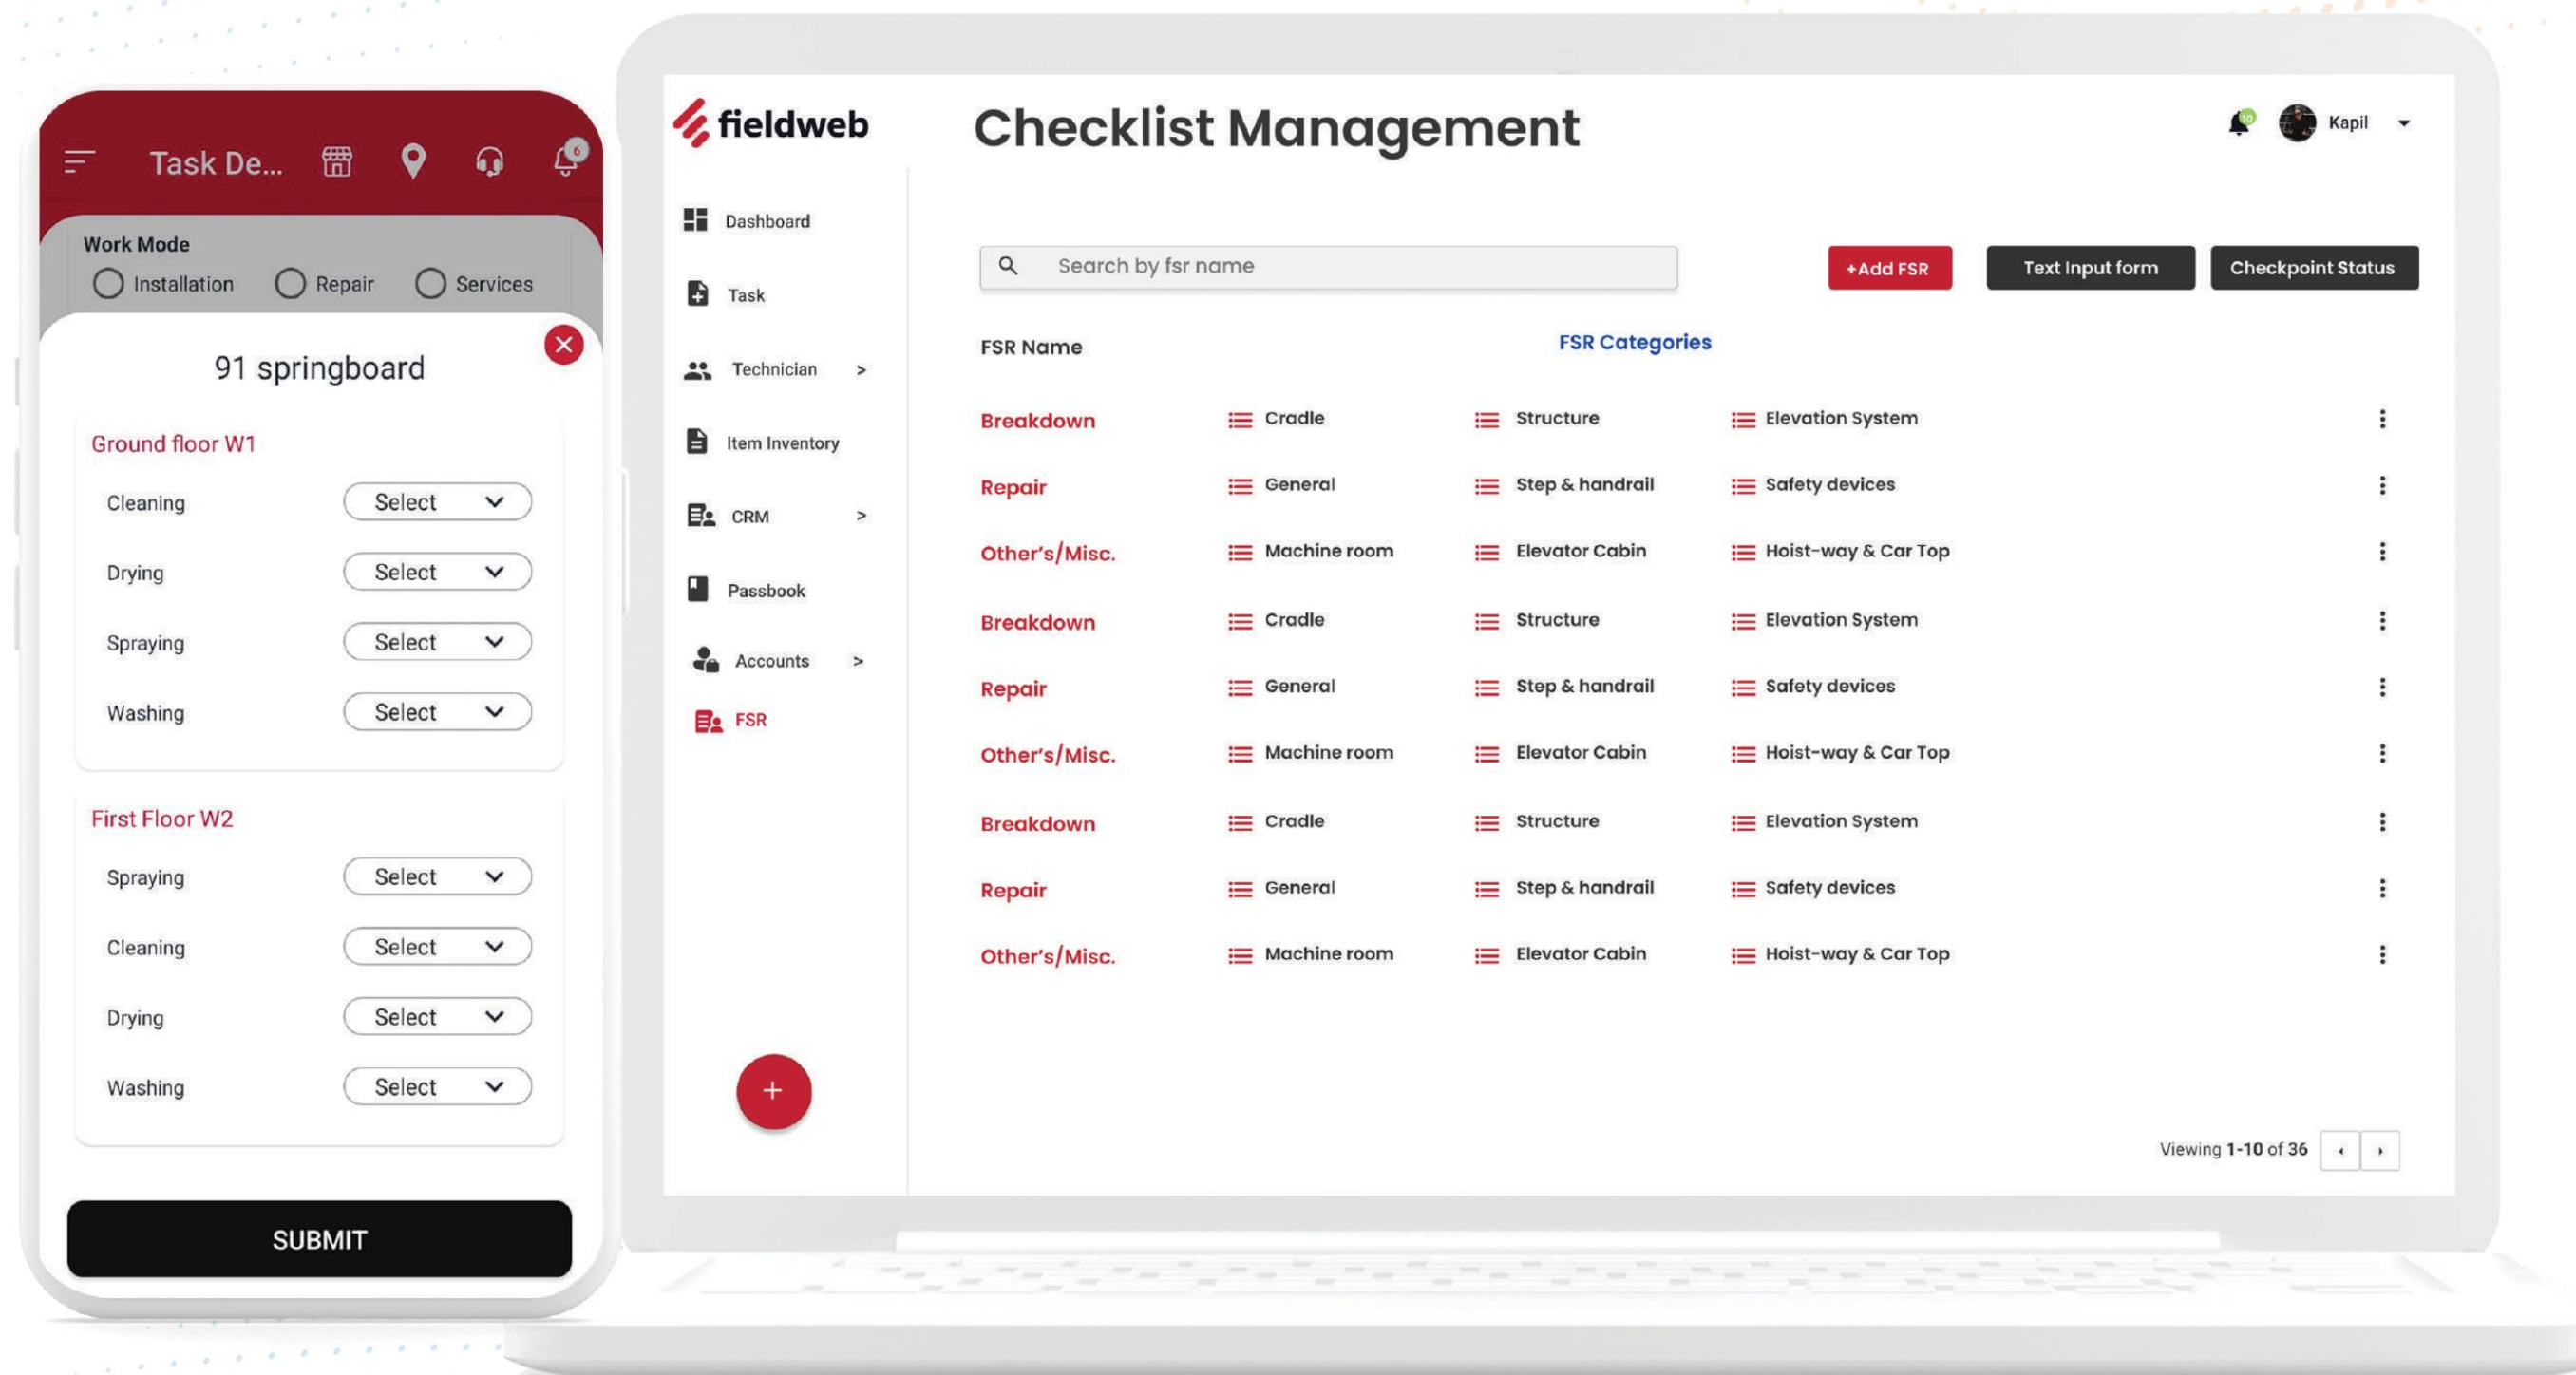 Task De...
6
Work Mode
Installation Repair Services
91 springboard
Ground floor W1
Cleaning Select
Drying Select
Spraying Select
Washing Select
First Floor W2
Spraying Select
Cleaning Select
Drying Select
Washing Select
SUBMIT
fieldweb
Dashboard
Task
Technician >
Item Inventory
CRM >
Passbook
Accounts >
FSR
+
Checklist Management
10
Kapil
Search by fsr name
+Add FSR Text Input form Checkpoint Status
FSR Name FSR Categories
Breakdown Cradle Structure Elevation System
Repair General Step & handrail Safety devices
Other's/Misc. Machine room Elevator Cabin Hoist-way & Car Top
Breakdown Cradle Structure Elevation System
Repair General Step & handrail Safety devices
Other's/Misc. Machine room Elevator Cabin Hoist-way & Car Top
Breakdown Cradle Structure Elevation System
Repair General Step & handrail Safety devices
Other's/Misc. Machine room Elevator Cabin Hoist-way & Car Top
Viewing 1-10 of 36